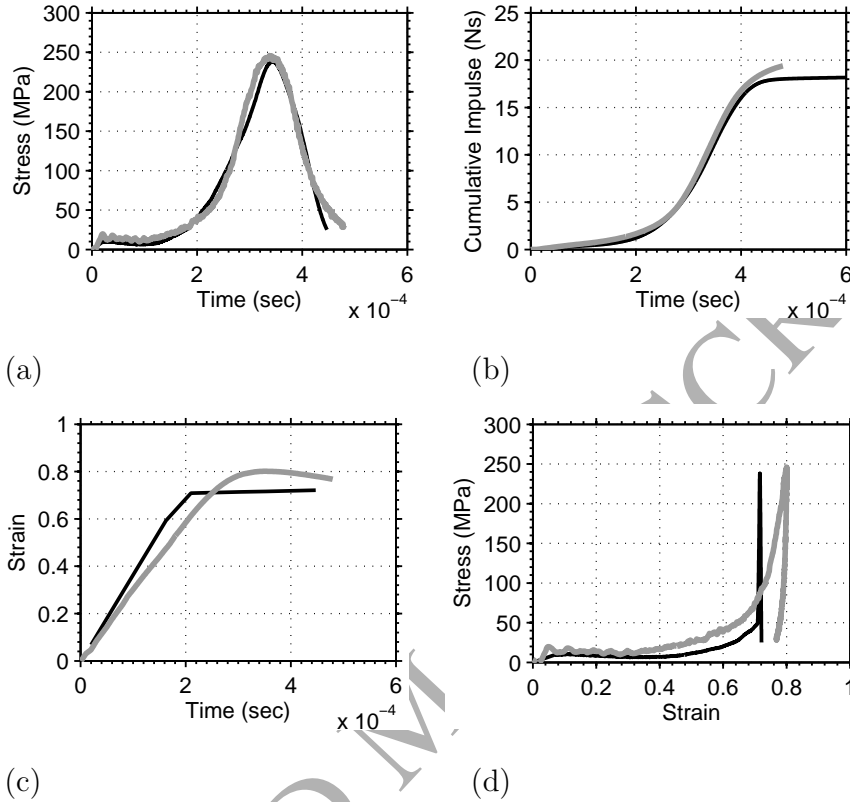 300
250
200
150
100
50
0
Stress (MPa)
0 2 4 6
Time (sec)
x 10⁻⁴
(a)
25
20
15
10
5
0
Cumulative Impulse (Ns)
0 2 4 6
Time (sec)
x 10⁻⁴
(b)
1
0.8
0.6
0.4
0.2
0
Strain
0 2 4 6
Time (sec)
x 10⁻⁴
(c)
300
250
200
150
100
50
0
Stress (MPa)
0 0.2 0.4 0.6 0.8 1
Strain
(d)